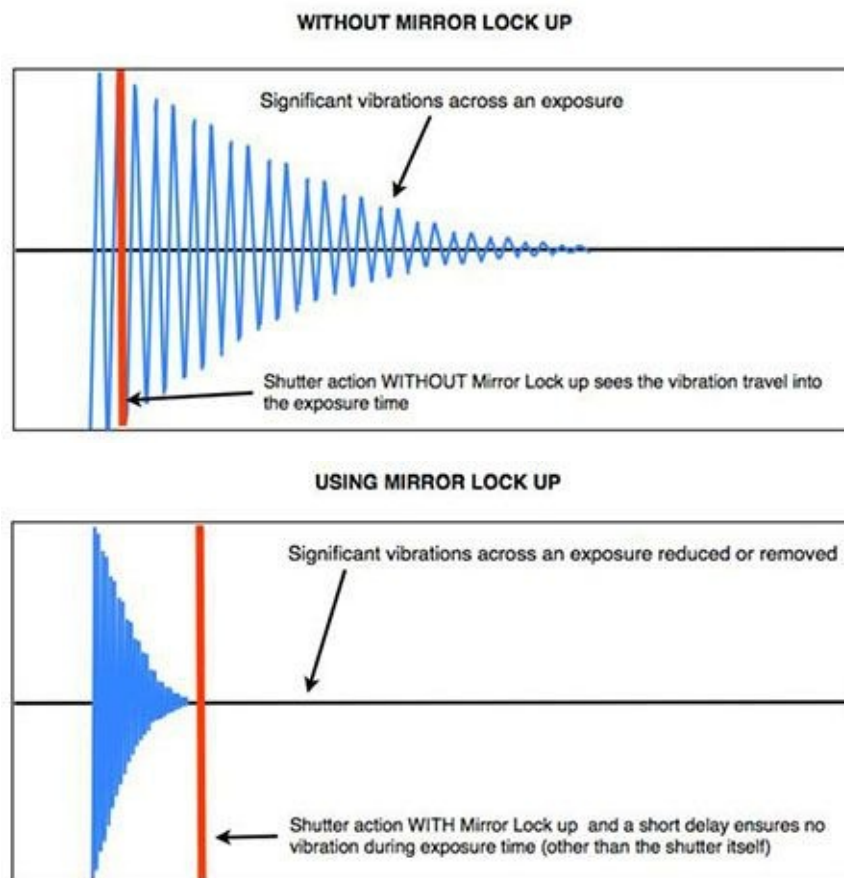 WITHOUT MIRROR LOCK UP
Significant vibrations across an exposure
Shutter action WITHOUT Mirror Lock up sees the vibration travel into
the exposure time
USING MIRROR LOCK UP
Significant vibrations across an exposure reduced or removed
Shutter action WITH Mirror Lock up and a short delay ensures no
vibration during exposure time (other than the shutter itself)